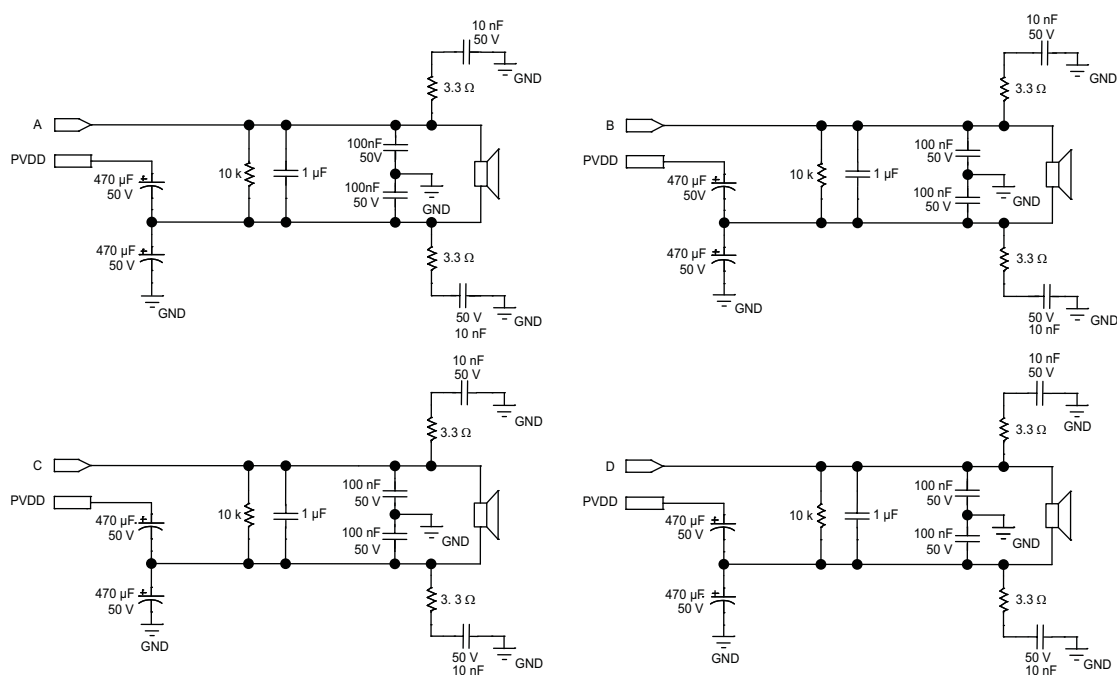 10 nF
50 V
GND
3.3 Ω
A
PVDD
470 µF
50 V
+
10 k
1 µF
100nF
50V
100nF
50 V
GND
470 µF
50 V
+
GND
3.3 Ω
50 V
10 nF
GND
10 nF
50 V
GND
3.3 Ω
B
PVDD
470 µF
50V
+
10 k
1 µF
100 nF
50 V
100 nF
50 V
GND
470 µF
50 V
+
GND
3.3 Ω
50 V
10 nF
GND
10 nF
50 V
GND
3.3 Ω
C
PVDD
470 µF
50 V
+
10 k
1 µF
100 nF
50 V
100 nF
50 V
GND
470 µF
50 V
+
GND
3. 3 Ω
50 V
10 nF
GND
10 nF
50 V
GND
3.3 Ω
D
PVDD
470 µF
50 V
+
10 k
1 µF
100 nF
50 V
100 nF
50 V
GND
470 µF
50 V
+
GND
3.3 Ω
50 V
10 nF
GND